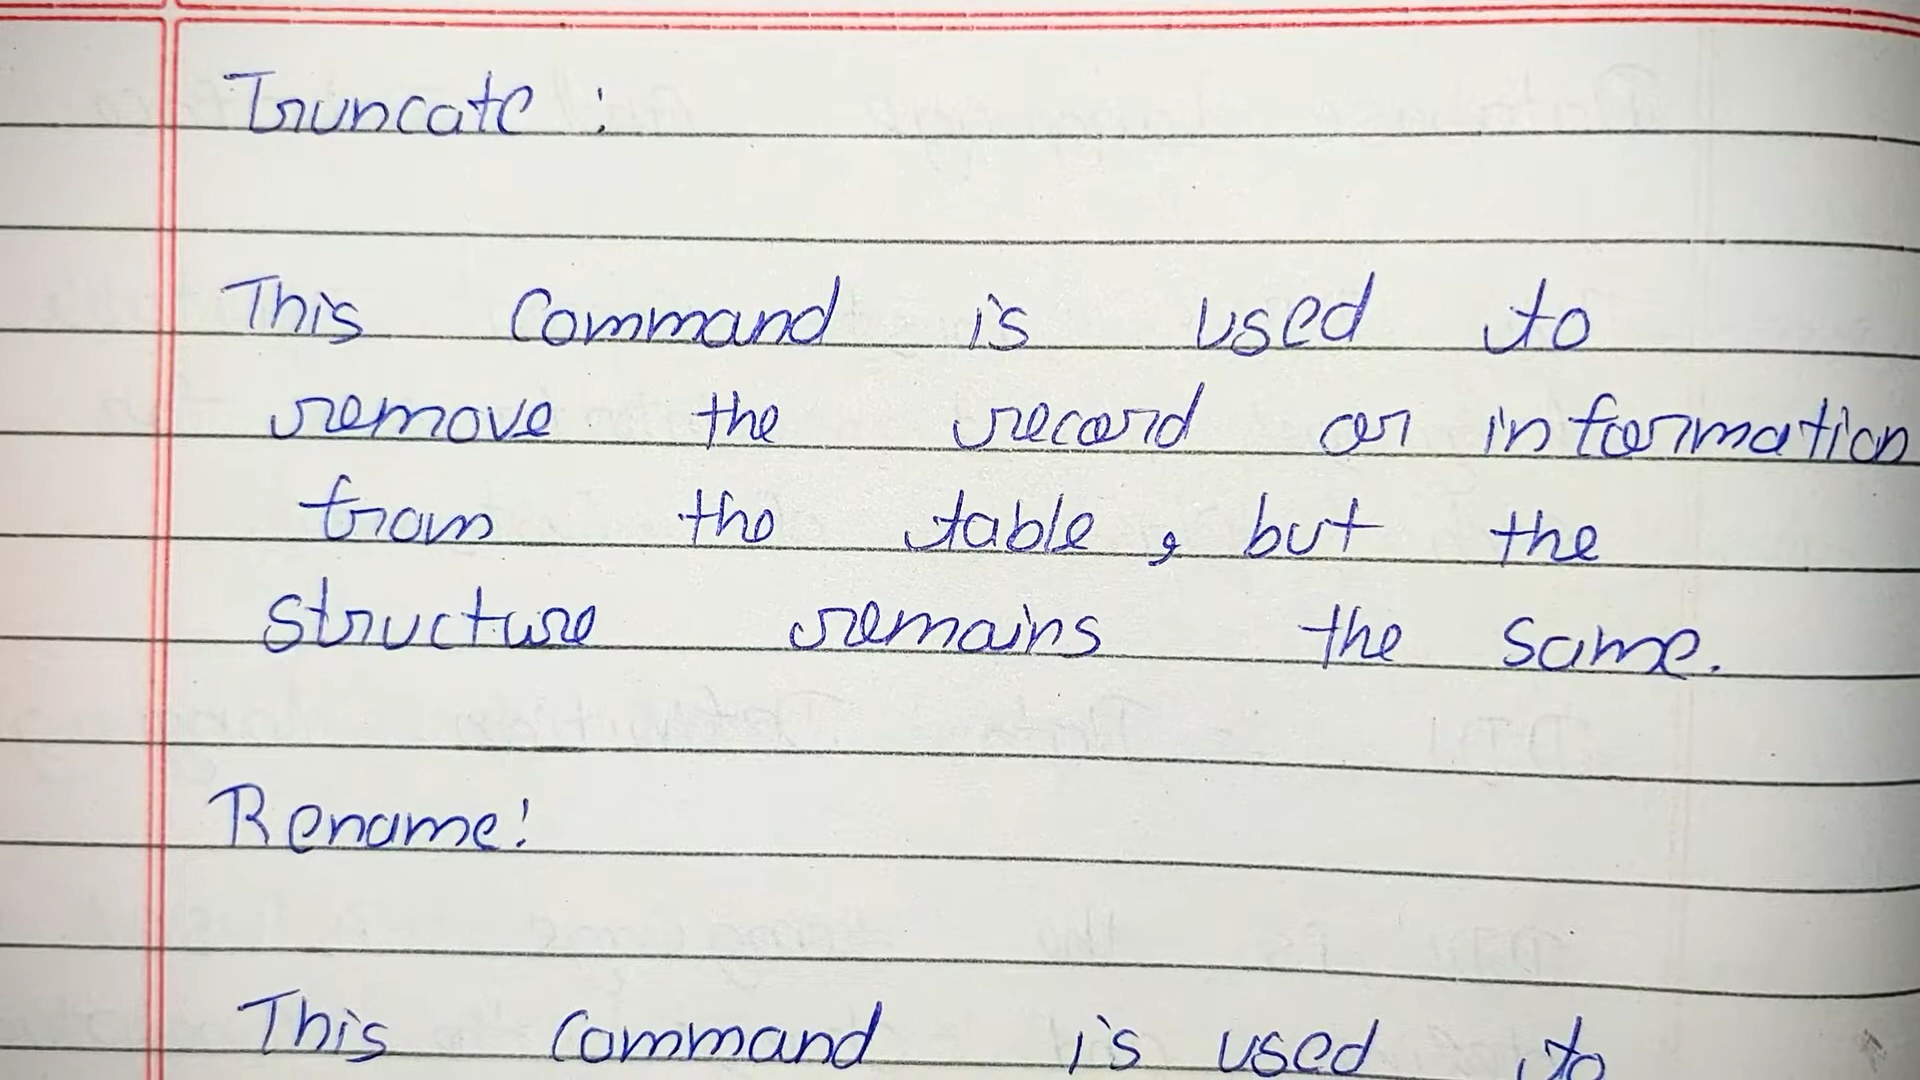 Truncate :
This Command is used to
remove the record or information
from the table, but the
structure remains the same.
Rename:
This Command is used to